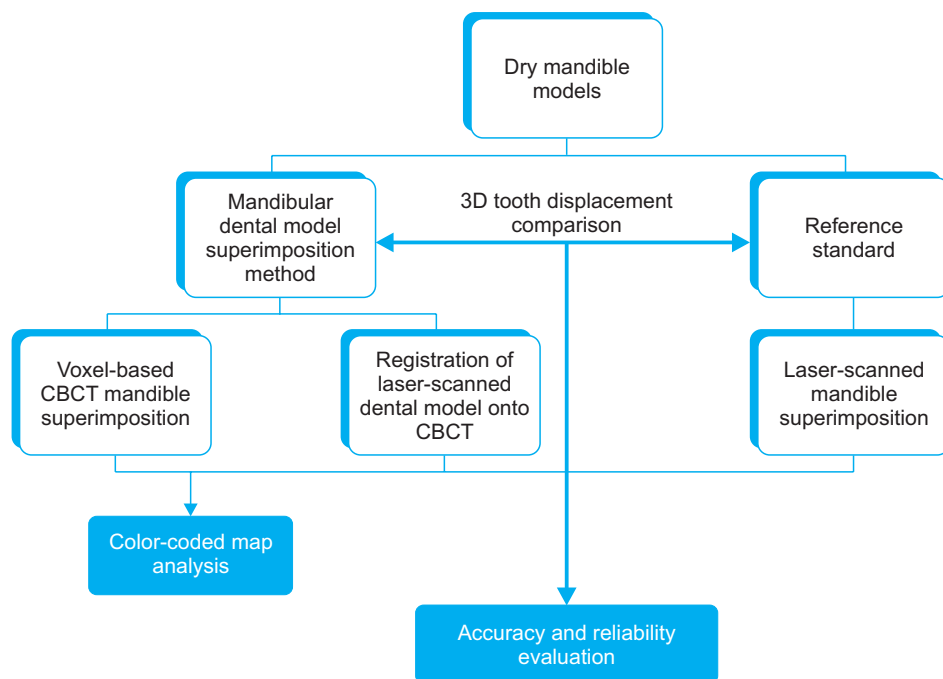 Dry mandible
models
Mandibular
dental model
superimposition
method
3D tooth displacement
comparison
Reference
standard
Voxel-based
CBCT mandible
superimposition
Registration of
laser-scanned
dental model onto
CBCT
Laser-scanned
mandible
superimposition
Color-coded map
analysis
Accuracy and reliability
evaluation